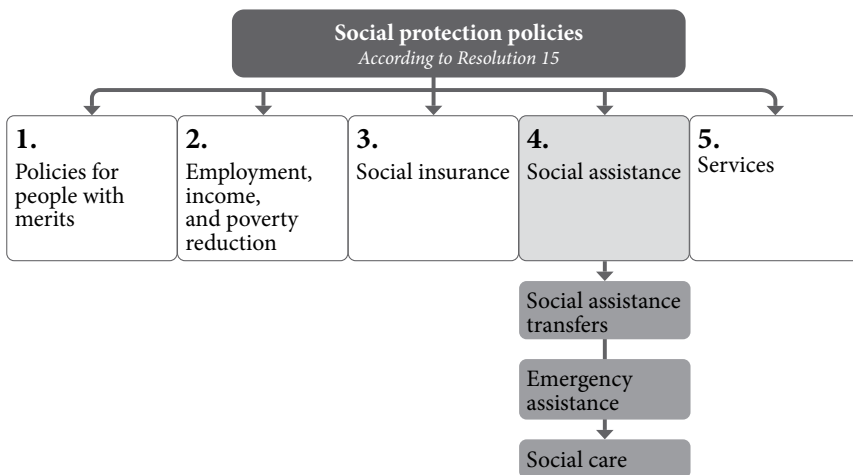 Social protection policies
According to Resolution 15
1.
Policies for
people with
merits
2.
Employment,
income,
and poverty
reduction
3.
Social insurance
4.
Social assistance
5.
Services
Social assistance
transfers
Emergency
assistance
Social care